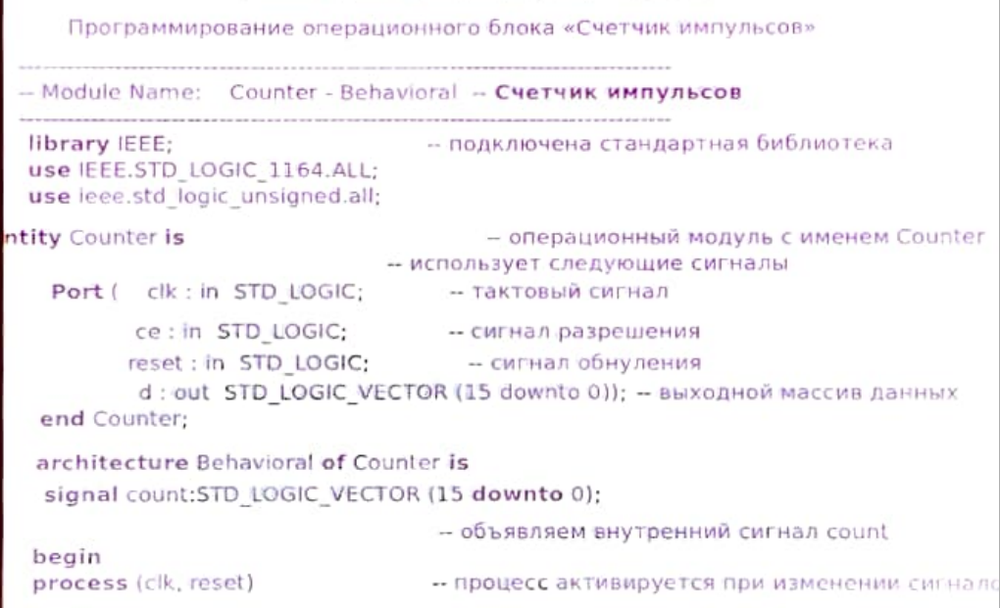 Программирование операционного блока «Счетчик импульсов»
--------------------------------------------------------------------------------
-- Module Name: Counter - Behavioral -- Счетчик импульсов
--------------------------------------------------------------------------------
library IEEE; -- подключена стандартная библиотека
use IEEE.STD_LOGIC_1164.ALL;
use ieee.std_logic_unsigned.all;
ntity Counter is -- операционный модуль с именем Counter
-- использует следующие сигналы
Port ( clk : in STD_LOGIC; -- тактовый сигнал
ce : in STD_LOGIC; -- сигнал разрешения
reset : in STD_LOGIC; -- сигнал обнуления
d : out STD_LOGIC_VECTOR (15 downto 0)); -- выходной массив данных
end Counter;
architecture Behavioral of Counter is
signal count:STD_LOGIC_VECTOR (15 downto 0);
-- объявляем внутренний сигнал count
begin
process (clk, reset) -- процесс активируется при изменении сигнало